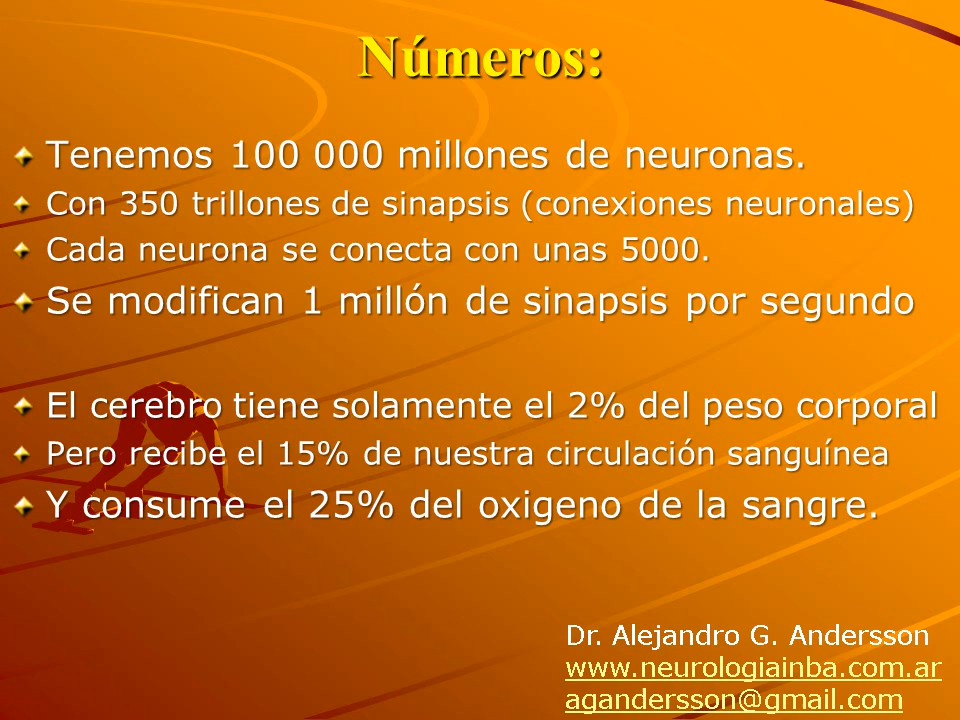 Números:
Tenemos 100 000 millones de neuronas.
Con 350 trillones de sinapsis (conexiones neuronales)
Cada neurona se conecta con unas 5000.
Se modifican 1 millón de sinapsis por segundo
El cerebro tiene solamente el 2% del peso corporal
Pero recibe el 15% de nuestra circulación sanguínea
Y consume el 25% del oxigeno de la sangre.
Dr. Alejandro G. Andersson
www.neurologiainba.com.ar
agandersson@gmail.com